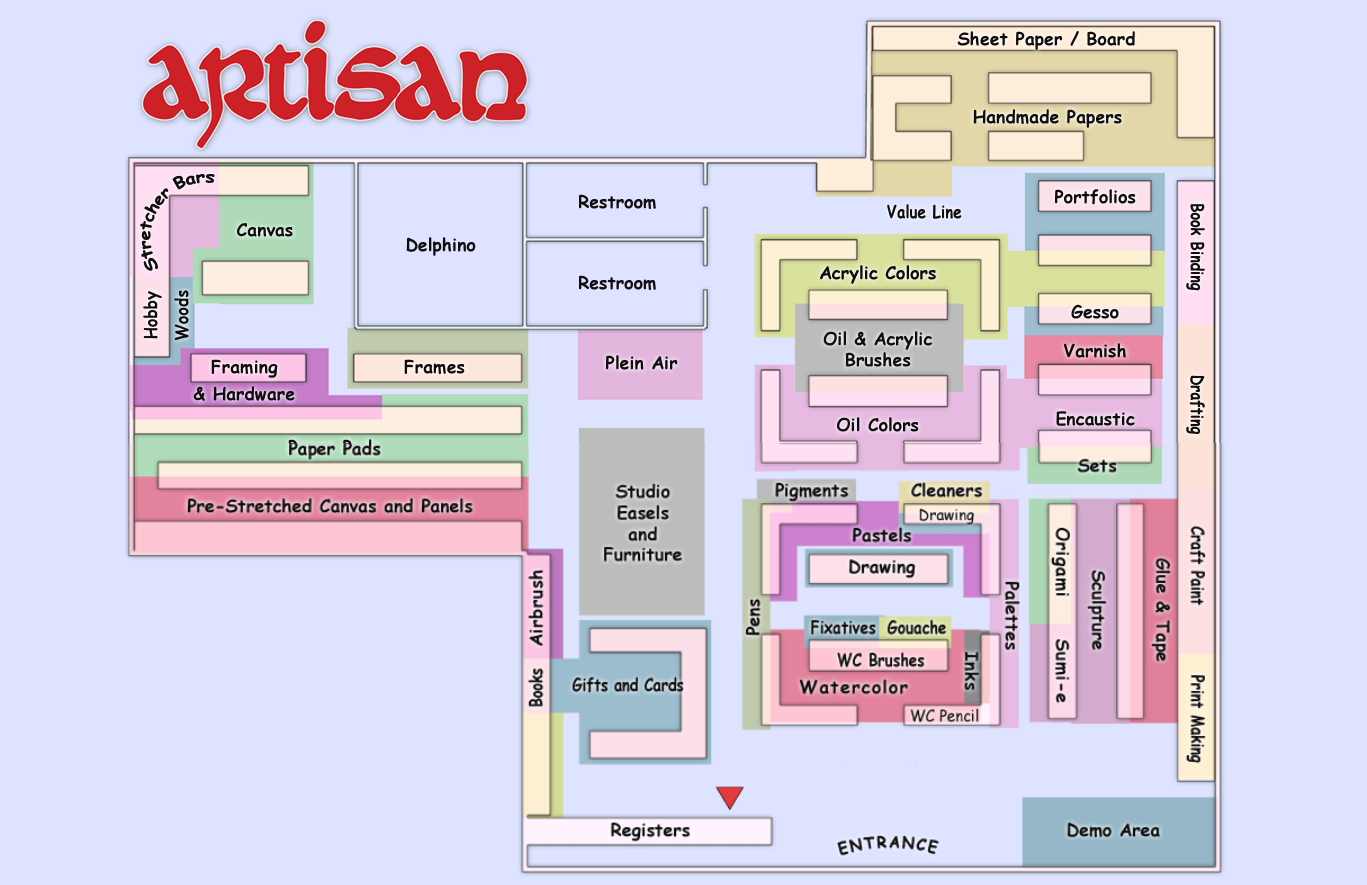 artisan
Sheet Paper / Board
Handmade Papers
Stretcher Bars
Canvas
Hobby
Woods
Delphino
Restroom
Restroom
Value Line
Portfolios
Book Binding
Acrylic Colors
Gesso
Oil & Acrylic
Brushes
Varnish
Framing
& Hardware
Frames
Plein Air
Oil Colors
Encaustic
Drafting
Paper Pads
Sets
Pre-Stretched Canvas and Panels
Studio
Easels
and
Furniture
Pigments
Cleaners
Drawing
Pastels
Drawing
Pens
Palettes
Origami
Sculpture
Glue & Tape
Craft Paint
Airbrush
Fixatives
Gouache
WC Brushes
Inks
Watercolor
WC Pencil
Sumi-e
Books
Gifts and Cards
Print Making
Registers
ENTRANCE
Demo Area